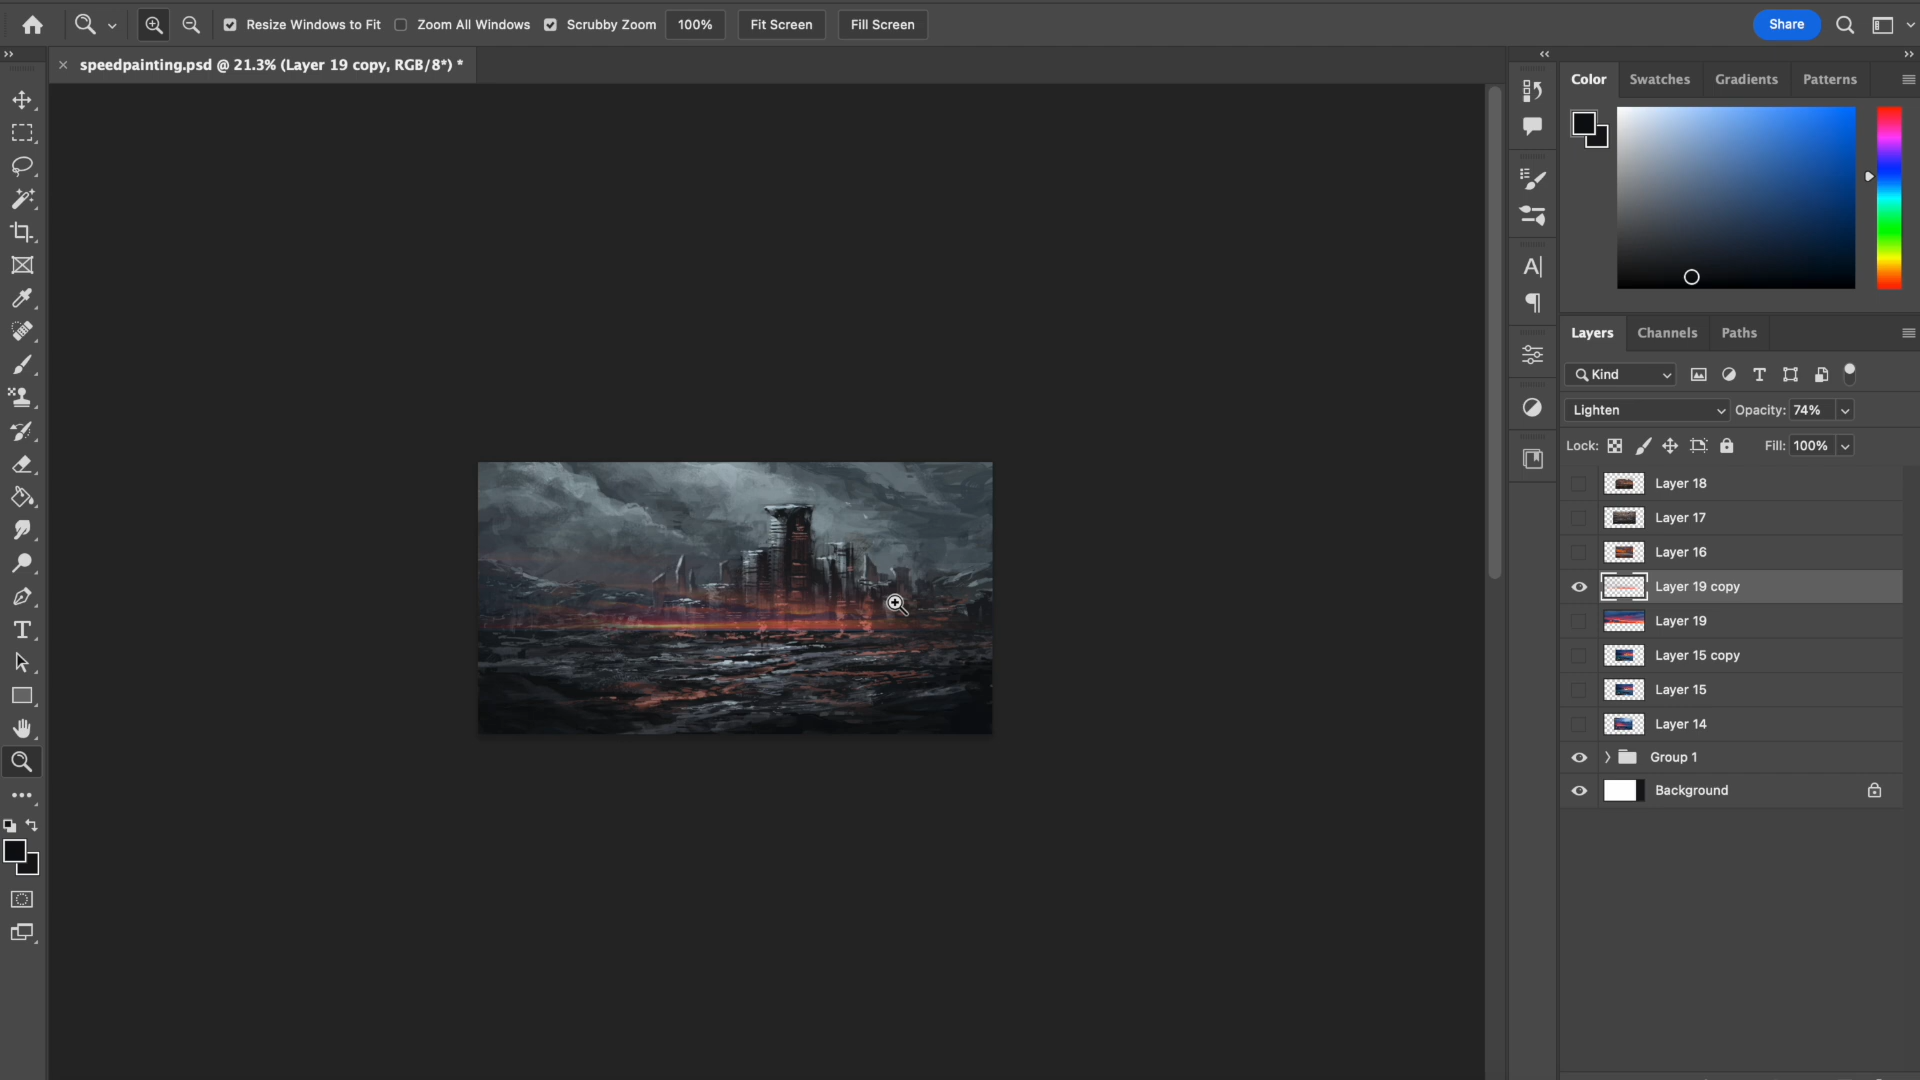 Resize Windows to Fit Zoom All Windows Scrubby Zoom 100% Fit Screen Fill Screen Share
speedpainting.psd @ 21.3% (Layer 19 copy, RGB/8*) *
Color Swatches Gradients Patterns
Layers Channels Paths
Kind
Lighten Opacity: 74%
Lock: Fill: 100%
Layer 18
Layer 17
Layer 16
Layer 19 copy
Layer 19
Layer 15 copy
Layer 15
Layer 14
Group 1
Background